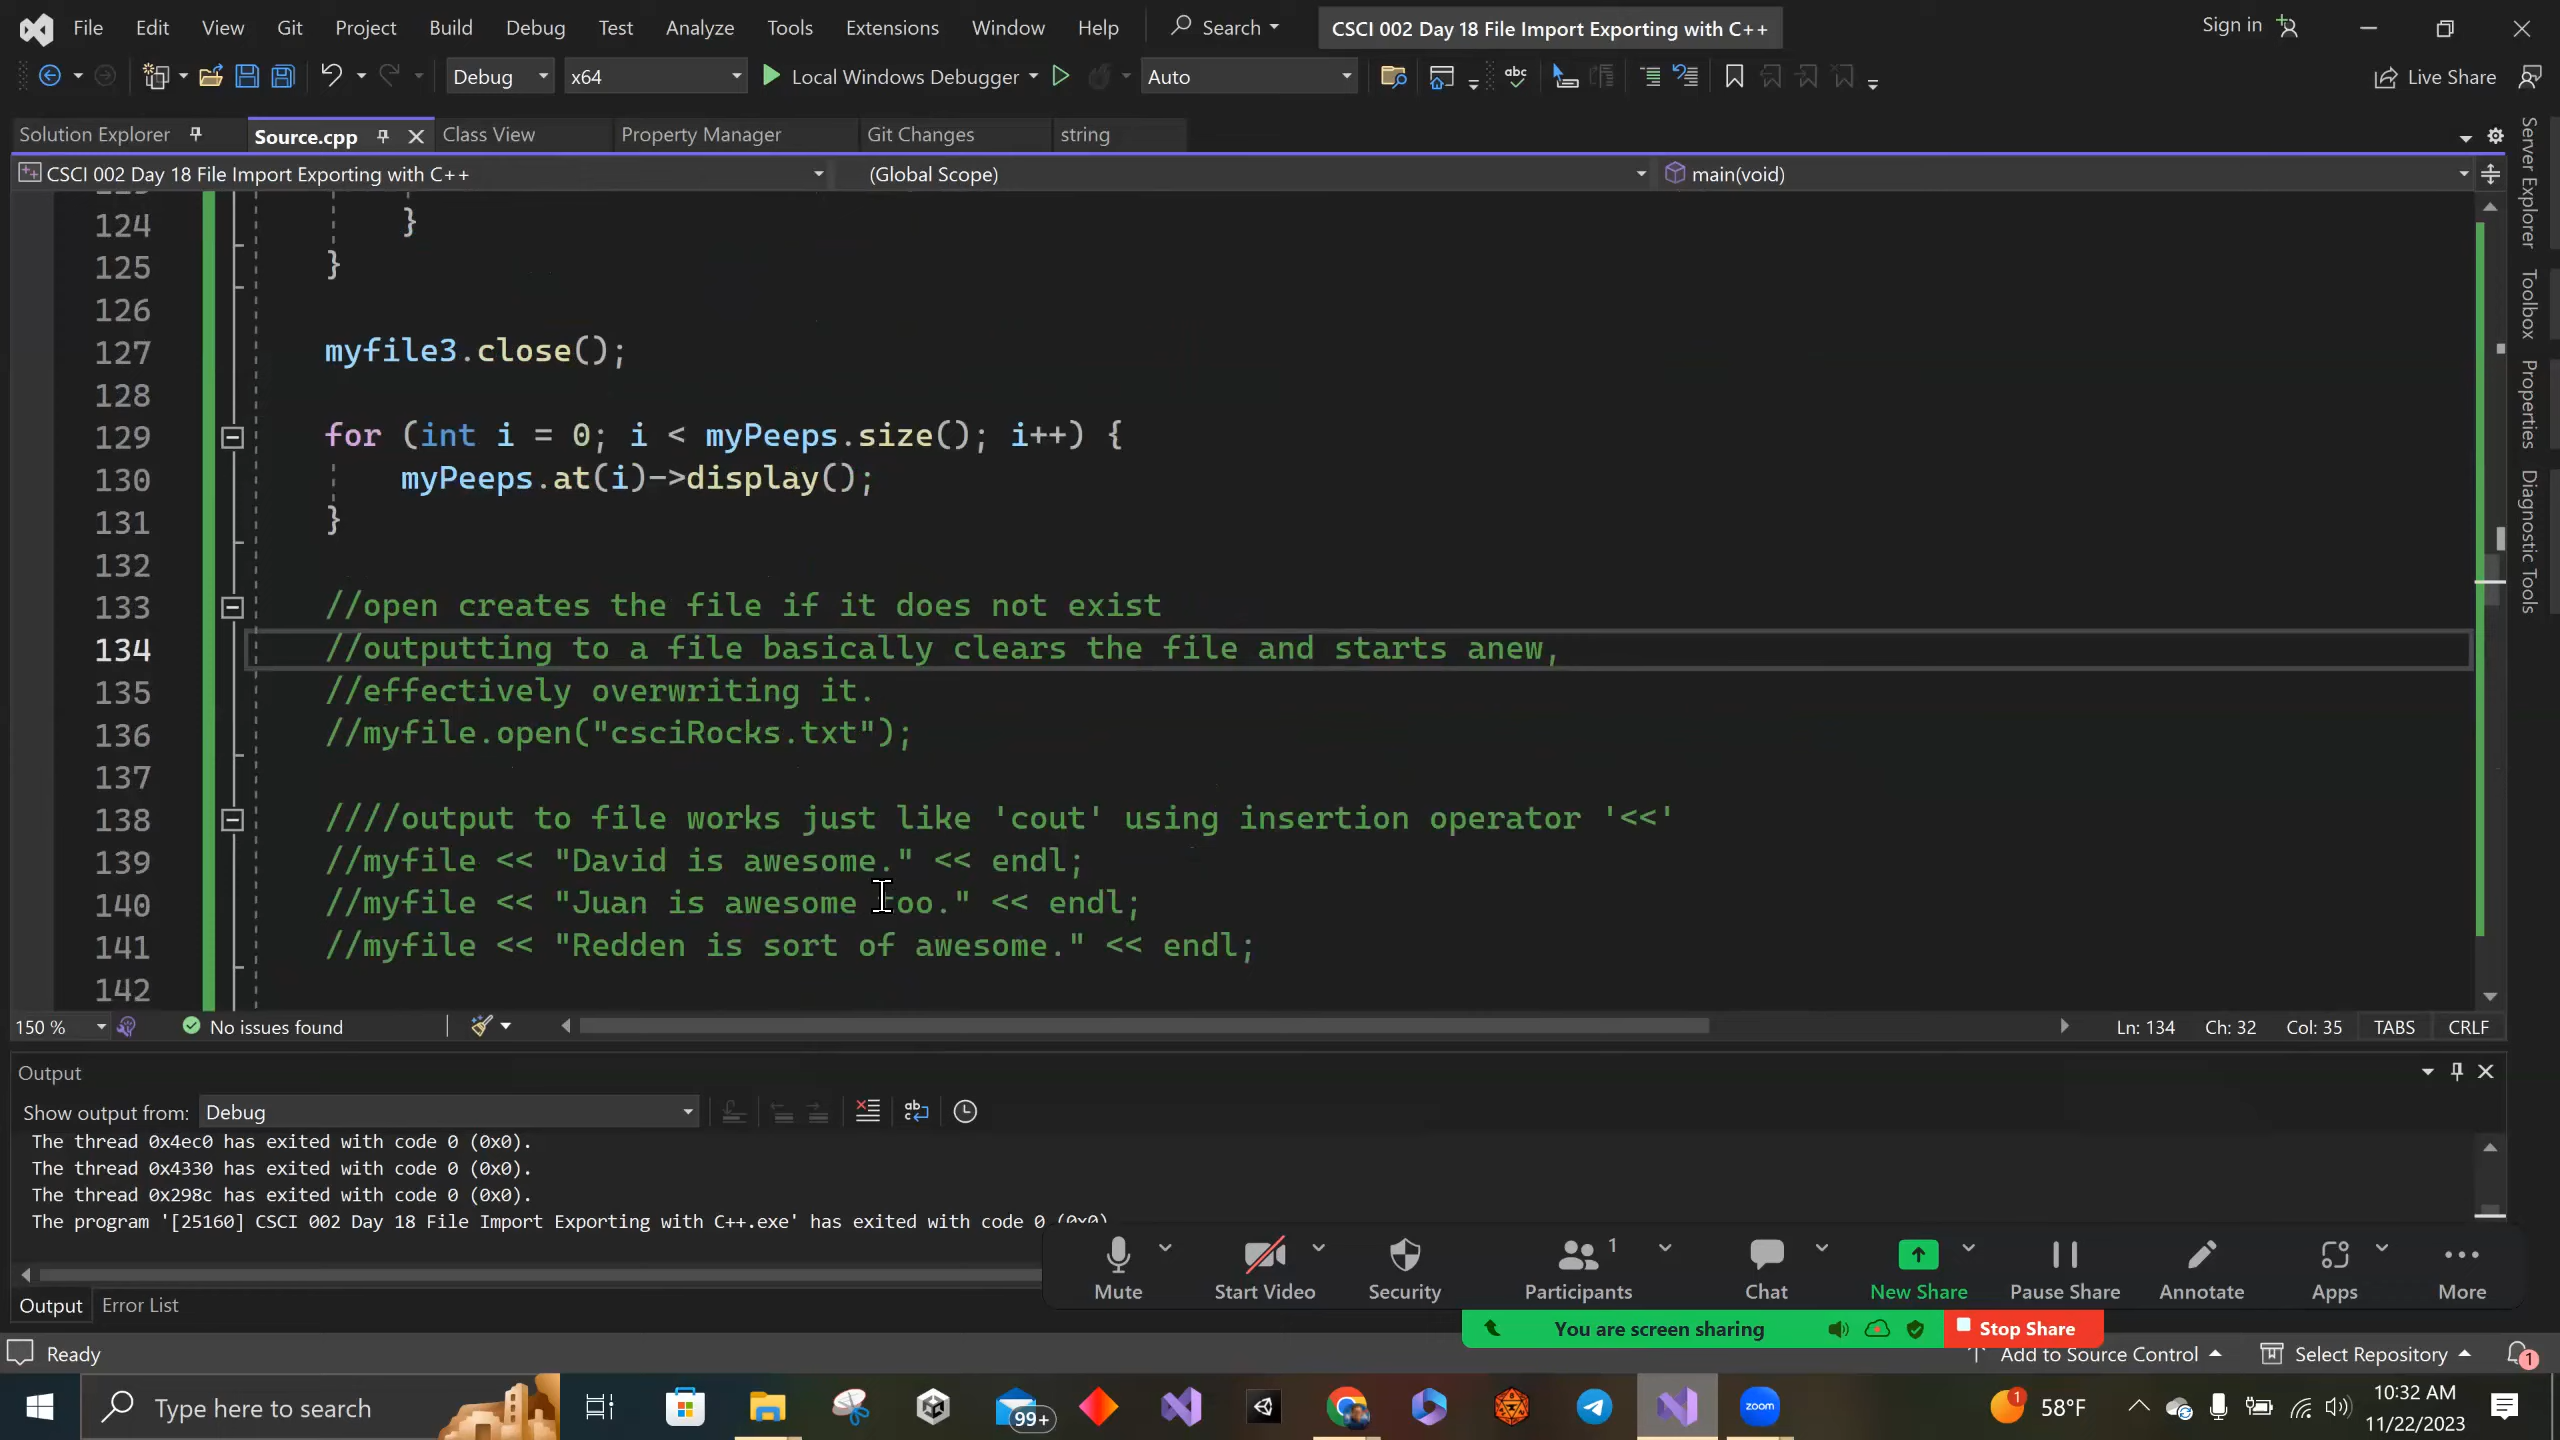 File Edit View Git Project Build Debug Test Analyze Tools Extensions Window Help Search CSCI 002 Day 18 File Import Exporting with C++ Sign in
Debug x64 Local Windows Debugger Auto Live Share
Solution Explorer Source.cpp Class View Property Manager Git Changes string
CSCI 002 Day 18 File Import Exporting with C++ (Global Scope) main(void)
124 }
125 }
126
127 myfile3.close();
128
129 for (int i = 0; i < myPeeps.size(); i++) {
130 myPeeps.at(i)->display();
131 }
132
133 //open creates the file if it does not exist
134 //outputting to a file basically clears the file and starts anew,
135 //effectively overwriting it.
136 //myfile.open("csciRocks.txt");
137
138 ////output to file works just like 'cout' using insertion operator '<<'
139 //myfile << "David is awesome." << endl;
140 //myfile << "Juan is awesome too." << endl;
141 //myfile << "Redden is sort of awesome." << endl;
142
Server Explorer
Toolbox
Properties
Diagnostic Tools
150 % No issues found Ln: 134 Ch: 32 Col: 35 TABS CRLF
Output
Show output from: Debug
The thread 0x4ec0 has exited with code 0 (0x0).
The thread 0x4330 has exited with code 0 (0x0).
The thread 0x298c has exited with code 0 (0x0).
The program '[25160] CSCI 002 Day 18 File Import Exporting with C++.exe' has exited with code 0 (0x0)
1
Mute Start Video Security Participants Chat New Share Pause Share Annotate Apps More
Output Error List
You are screen sharing Stop Share
Ready Add to Source Control Select Repository 1
Type here to search 99+ zoom 1 58°F 10:32 AM
11/22/2023